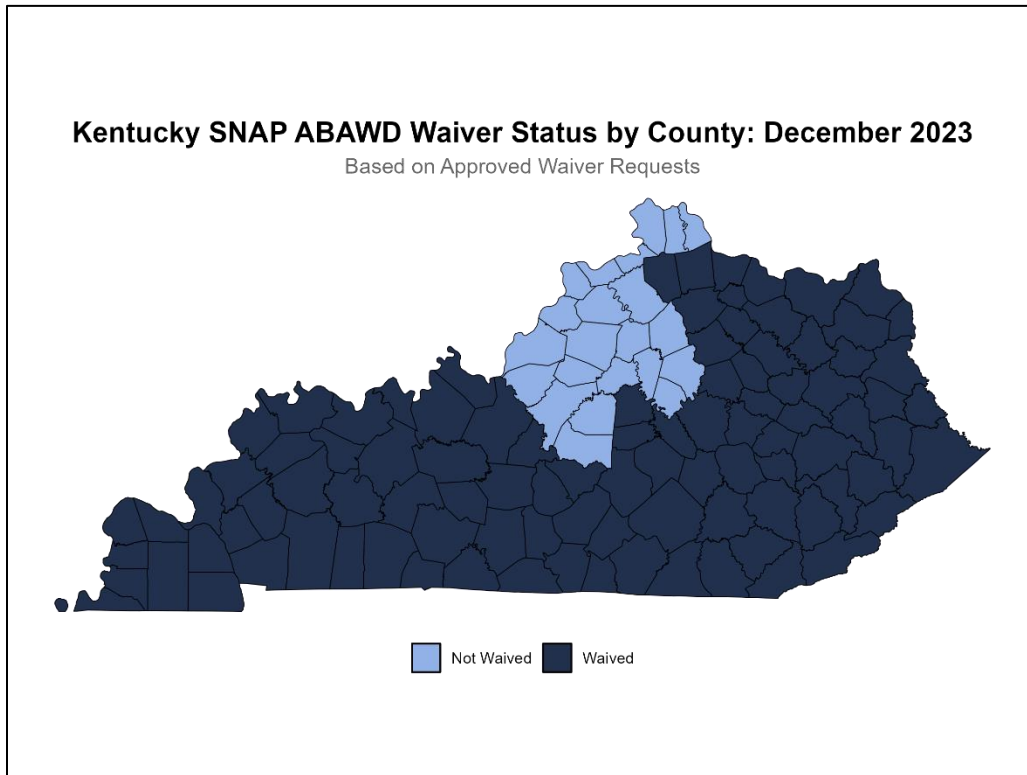 Kentucky SNAP ABAWD Waiver Status by County: December 2023
Based on Approved Waiver Requests
Not Waived Waived